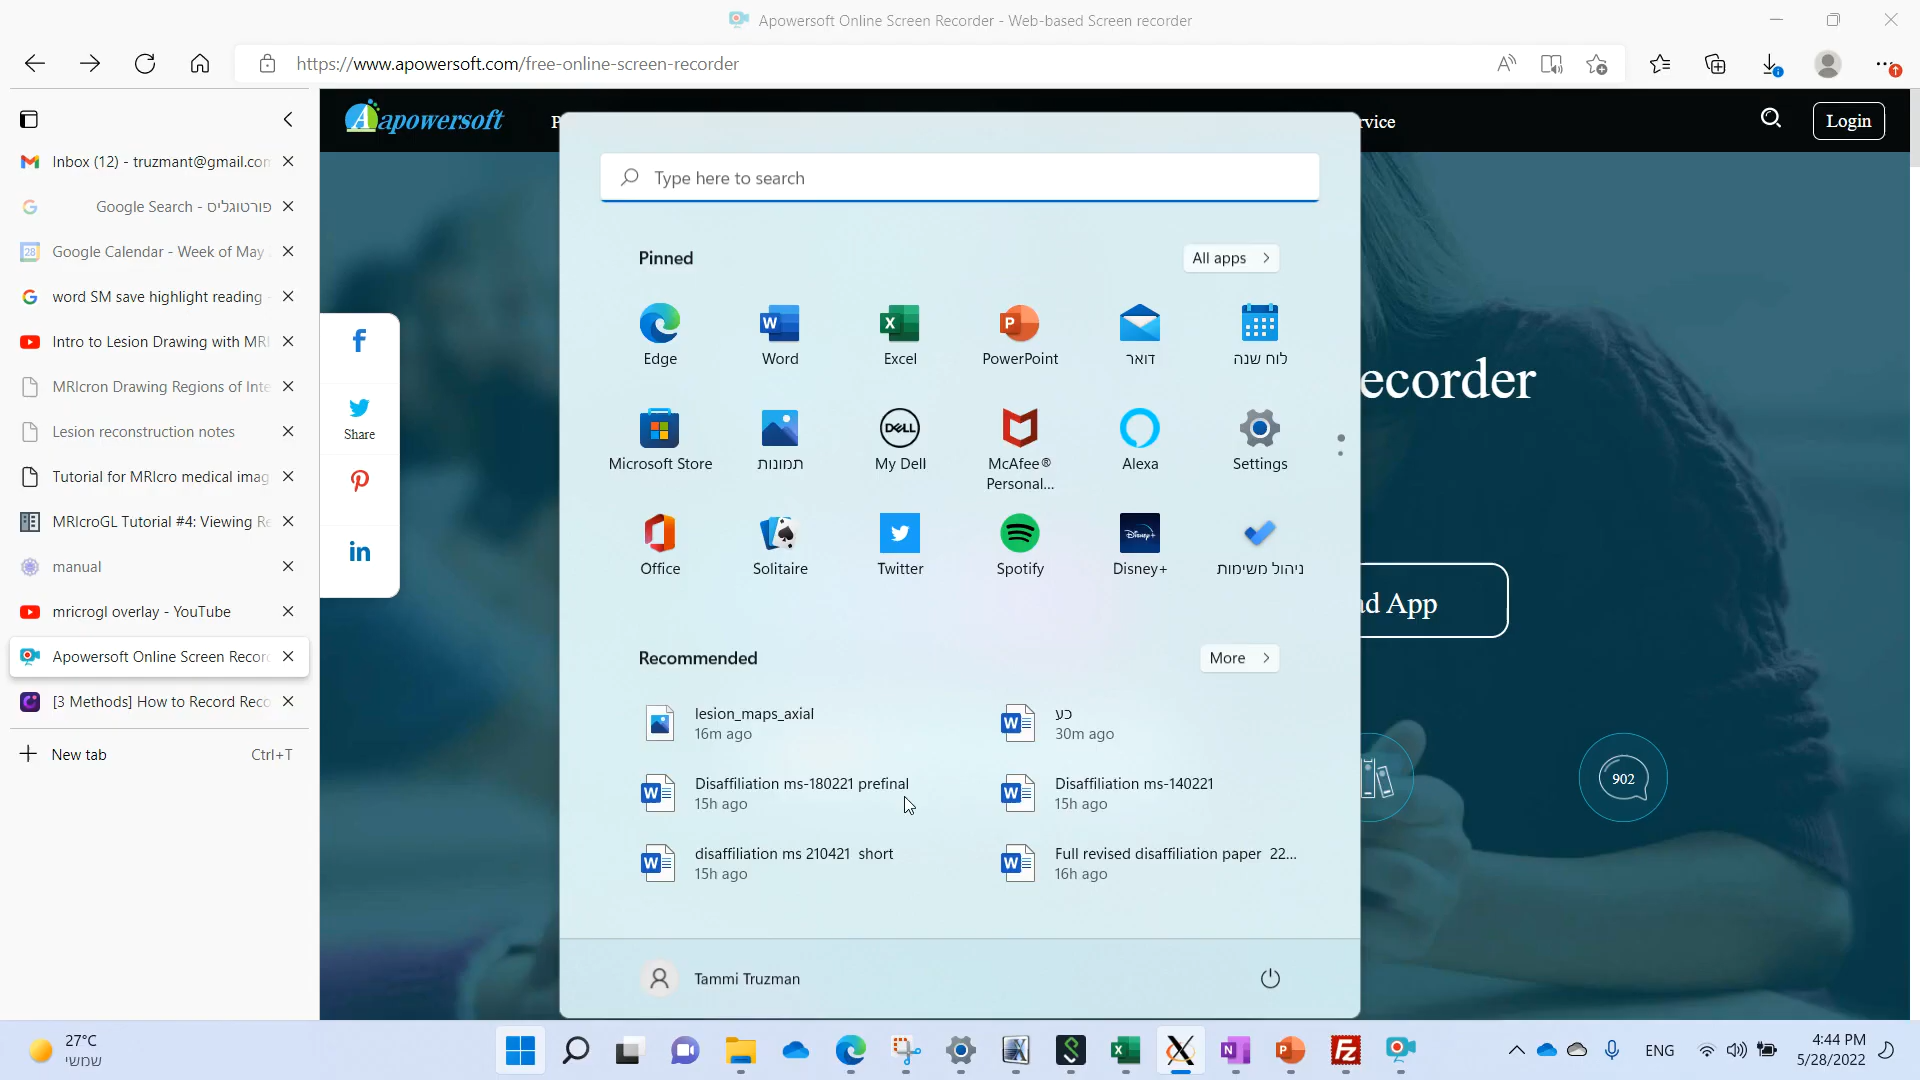 Apowersoft Online Screen Recorder - Web-based Screen recorder
https://www.apowersoft.com/free-online-screen-recorder
Inbox (12) - truzmant@gmail.com
Google Search - פורטוגליס
Google Calendar - Week of May
word SM save highlight reading -
Intro to Lesion Drawing with MRI
MRIcron Drawing Regions of Inte
Lesion reconstruction notes
Tutorial for MRIcro medical imag
MRIcroGL Tutorial #4: Viewing Re
manual
mricrogl overlay - YouTube
Apowersoft Online Screen Record
[3 Methods] How to Record Reco
New tab Ctrl+T
apowersoft
P
rvice
Login
Share
ecorder
ad App
902
Type here to search
Pinned
All apps
Edge
Word
Excel
PowerPoint
דואר
לוח שנה
Microsoft Store
תמונות
DELL
My Dell
McAfee®
Personal...
Alexa
Settings
Office
Solitaire
Twitter
Spotify
Disney+
Disney+
ניהול משימות
Recommended
More
lesion_maps_axial
16m ago
כע
30m ago
Disaffiliation ms-180221 prefinal
15h ago
Disaffiliation ms-140221
15h ago
disaffiliation ms 210421 short
15h ago
Full revised disaffiliation paper 22...
16h ago
Tammi Truzman
27°C
שמשי
ENG
4:44 PM
5/28/2022